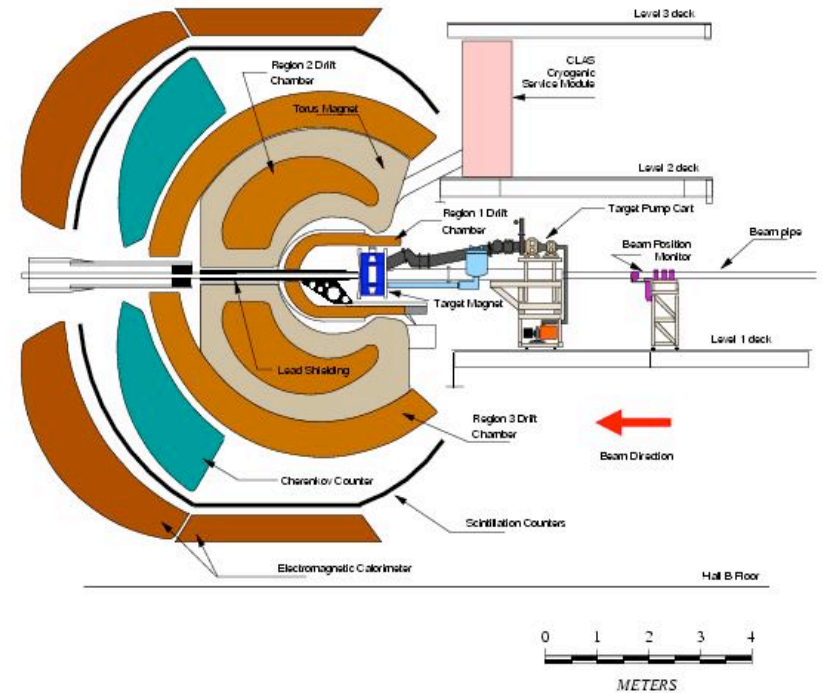 Level 3 deck
Region 2 Drift
Chamber
CLAS
Cryogenic
Service Module
Torus Magnet
Level 2 deck
Region 1 Drift
Chamber
Target Pump Cart
Beam Position
Monitor
Beam pipe
Target Magnet
Level 1 deck
Lead Shielding
Region 3 Drift
Chamber
Beam Direction
Cherenkov Counter
Scintillation Counters
Electromagnetic Calorimeter
Hall B Floor
0 1 2 3 4
METERS